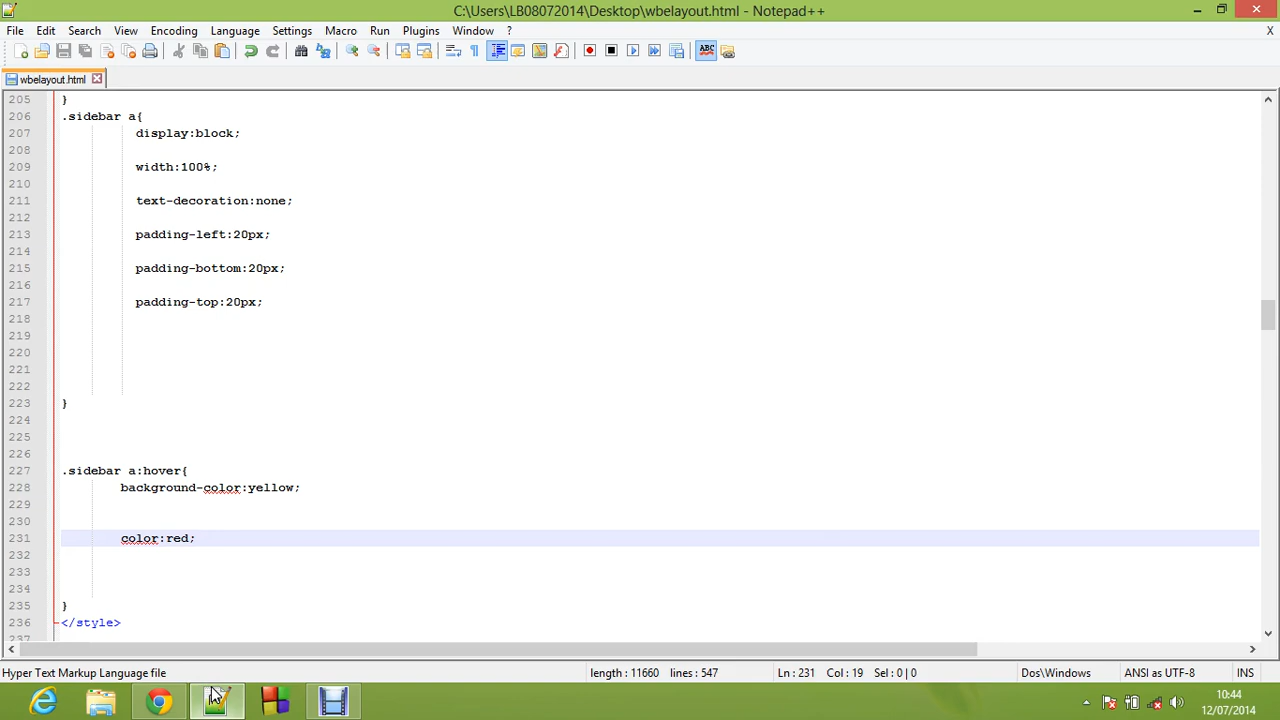 C:\Users\LB08072014\Desktop\wbelayout.html - Notepad++
File Edit Search View Encoding Language Settings Macro Run Plugins Window ? X
ABC
wbelayout.html
205 }
206 .sidebar a{
207 display:block;
208
209 width:100%;
210
211 text-decoration:none;
212
213 padding-left:20px;
214
215 padding-bottom:20px;
216
217 padding-top:20px;
218
219
220
221
222
223 }
224
225
226
227 .sidebar a:hover{
228 background-color:yellow;
229
230
231 color:red;
232
233
234
235 }
236 </style>
237
Hyper Text Markup Language file length : 11660 lines : 547 Ln : 231 Col : 19 Sel : 0 | 0 Dos\Windows ANSI as UTF-8 INS
10:44
12/07/2014